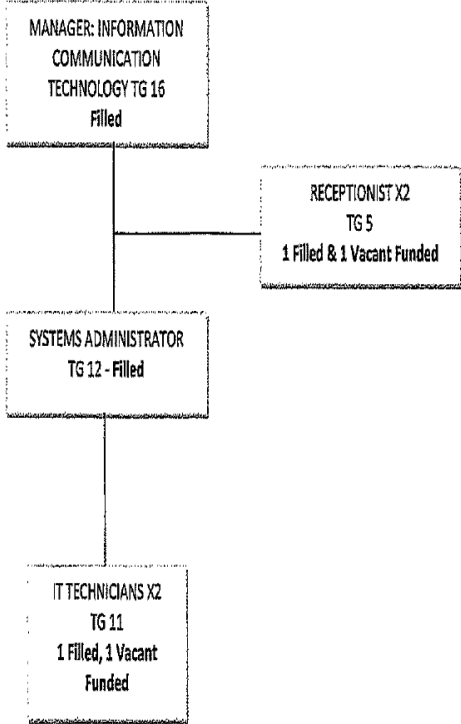 MANAGER: INFORMATION
COMMUNICATION
TECHNOLOGY TG 16
Filled
RECEPTIONIST X2
TG 5
1 Filled & 1 Vacant Funded
SYSTEMS ADMINISTRATOR
TG 12 - Filled
IT TECHNICIANS X2
TG 11
1 Filled, 1 Vacant
Funded